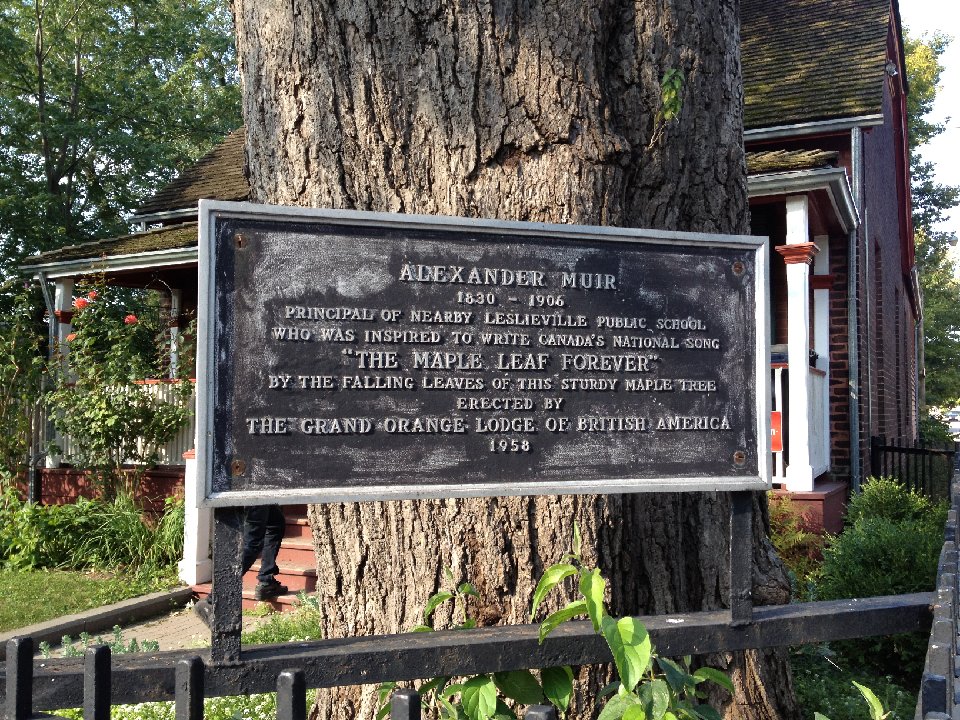 ALEXANDER MUIR
1830 - 1906
PRINCIPAL OF NEARBY LESLIEVILLE PUBLIC SCHOOL
WHO WAS INSPIRED TO WRITE CANADA'S NATIONAL SONG
"THE MAPLE LEAF FOREVER"
BY THE FALLING LEAVES OF THIS STURDY MAPLE TREE
ERECTED BY
THE GRAND ORANGE LODGE OF BRITISH AMERICA
1958